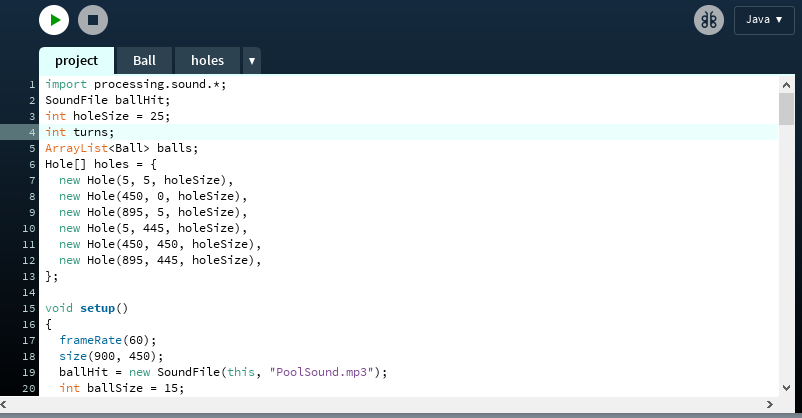 Java ▾
project Ball holes ▾
1 import processing.sound.*;
2 SoundFile ballHit;
3 int holeSize = 25;
4 int turns;
5 ArrayList<Ball> balls;
6 Hole[] holes = {
7   new Hole(5, 5, holeSize),
8   new Hole(450, 0, holeSize),
9   new Hole(895, 5, holeSize),
10   new Hole(5, 445, holeSize),
11   new Hole(450, 450, holeSize),
12   new Hole(895, 445, holeSize),
13 };
14
15 void setup()
16 {
17   frameRate(60);
18   size(900, 450);
19   ballHit = new SoundFile(this, "PoolSound.mp3");
20   int ballSize = 15;